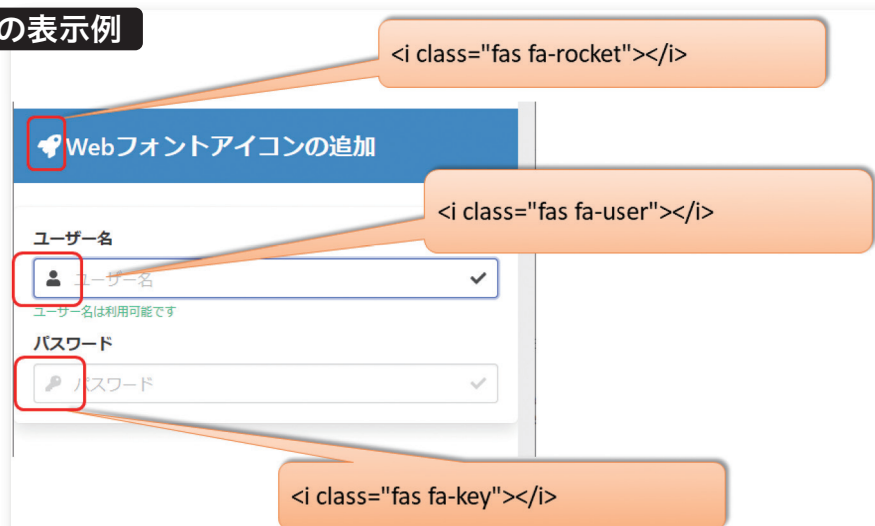 の表示例
<i class="fas fa-rocket"></i>
Webフォントアイコンの追加
<i class="fas fa-user"></i>
ユーザー名
ユーザー名
ユーザー名は利用可能です
パスワード
パスワード
<i class="fas fa-key"></i>